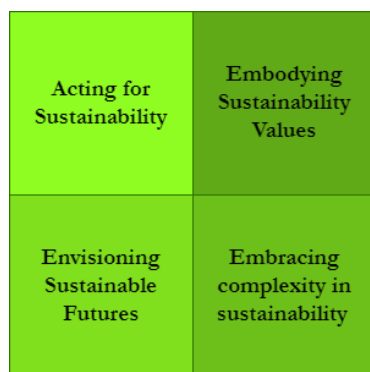 Acting for
Sustainability
Embodying
Sustainability
Values
Envisioning
Sustainable
Futures
Embracing
complexity in
sustainability